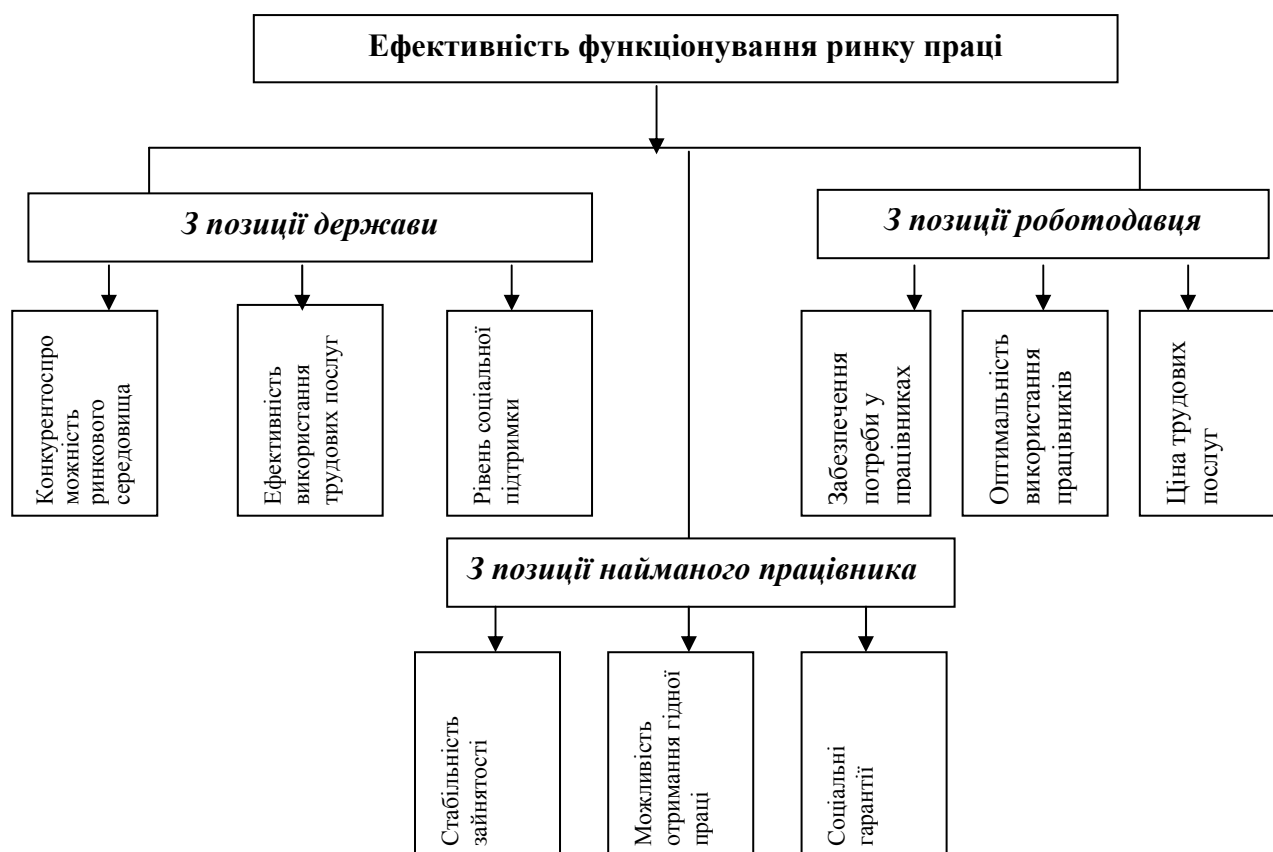 Ефективність функціонування ринку праці
З позиції держави
З позиції роботодавця
Конкурентоспро
можність
ринкового
середовища
Ефективність
використання
трудових послуг
Рівень соціальної
підтримки
Забезпечення
потреби у
працівниках
Оптимальність
використання
працівників
Ціна трудових
послуг
З позиції найманого працівника
Стабільність
зайнятості
Можливість
отримання гідної
праці
Соціальні
гарантії